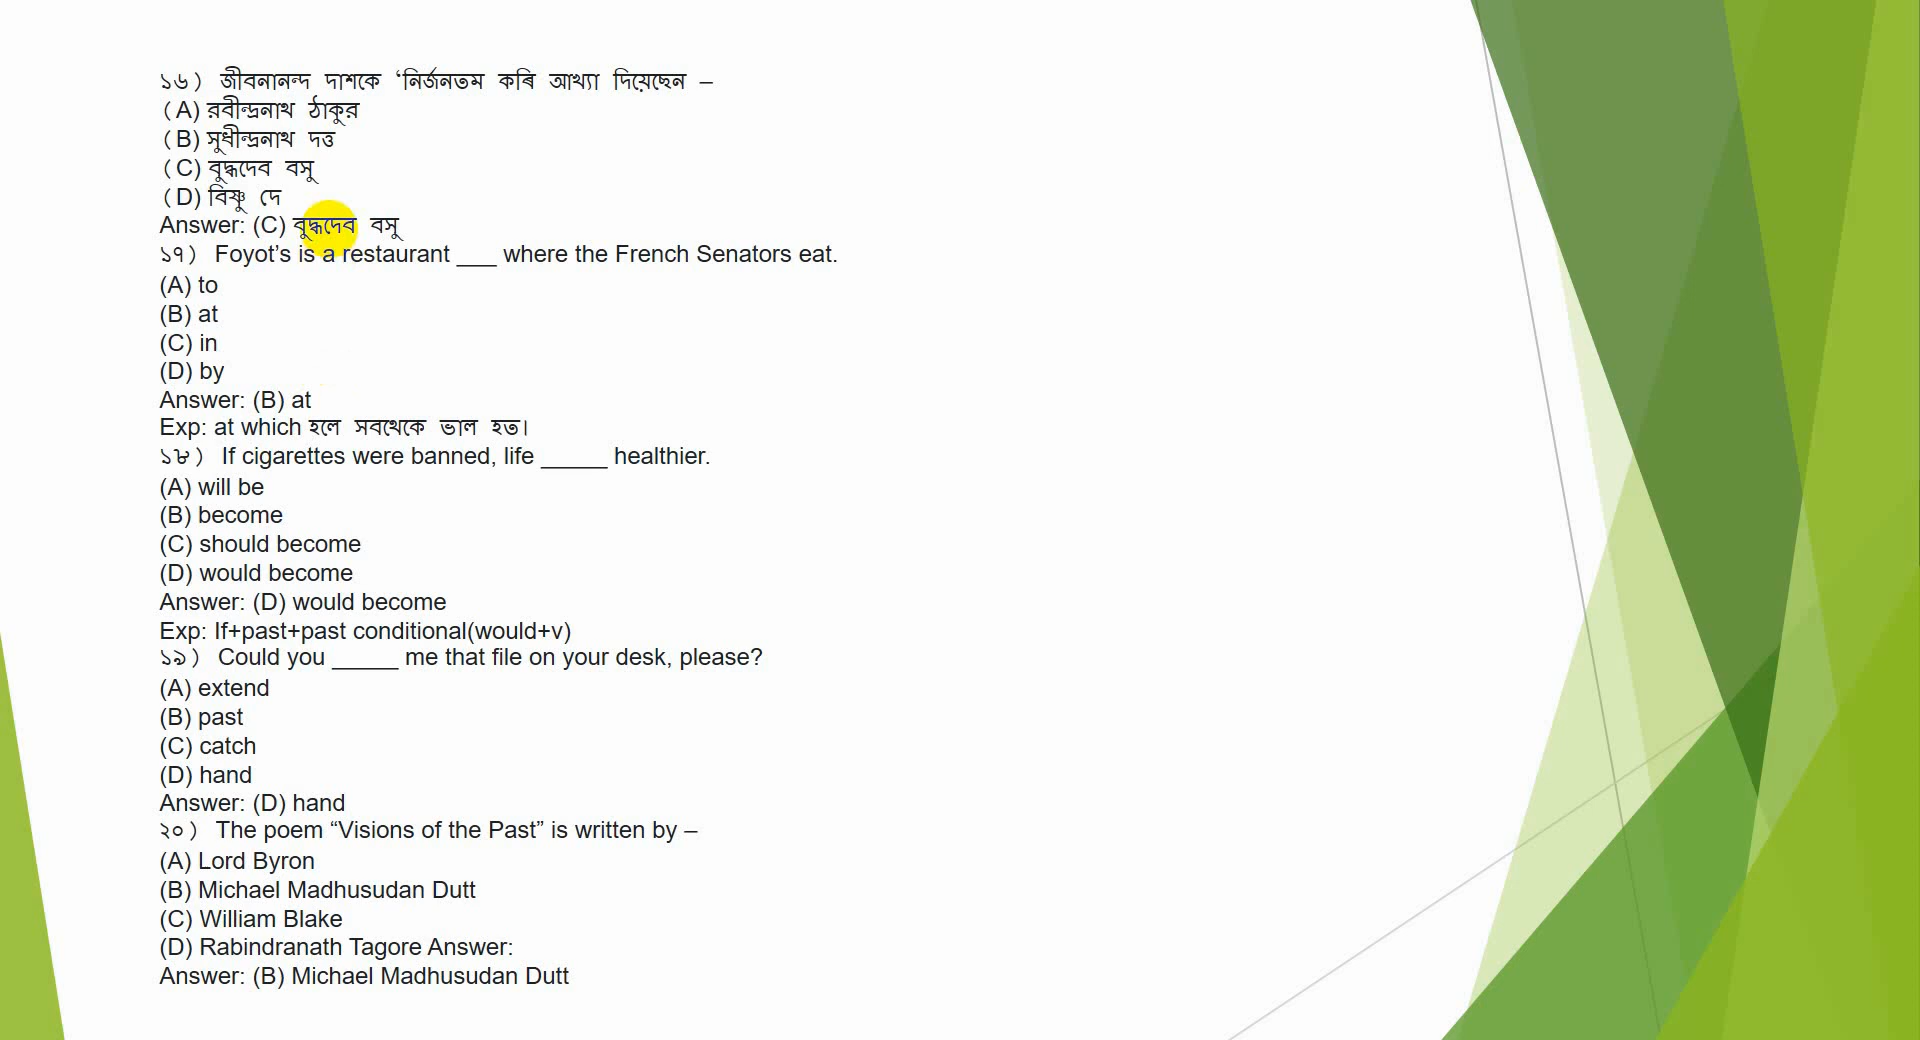 ১৬) জীবনানন্দ দাশকে ‘নির্জনতম কৰি আখ্যা দিয়েছেন –
(A) রবীন্দ্রনাথ ঠাকুর
(B) সুধীন্দ্রনাথ দত্ত
(C) বুদ্ধদেব বসু
(D) বিষ্ণু দে
Answer: (C) বুদ্ধদেব বসু
১৭) Foyot’s is a restaurant ___ where the French Senators eat.
(A) to
(B) at
(C) in
(D) by
Answer: (B) at
Exp: at which হলে সবথেকে ভাল হত।
১৮) If cigarettes were banned, life _____ healthier.
(A) will be
(B) become
(C) should become
(D) would become
Answer: (D) would become
Exp: If+past+past conditional(would+v)
১৯) Could you _____ me that file on your desk, please?
(A) extend
(B) past
(C) catch
(D) hand
Answer: (D) hand
২০) The poem “Visions of the Past” is written by –
(A) Lord Byron
(B) Michael Madhusudan Dutt
(C) William Blake
(D) Rabindranath Tagore Answer:
Answer: (B) Michael Madhusudan Dutt